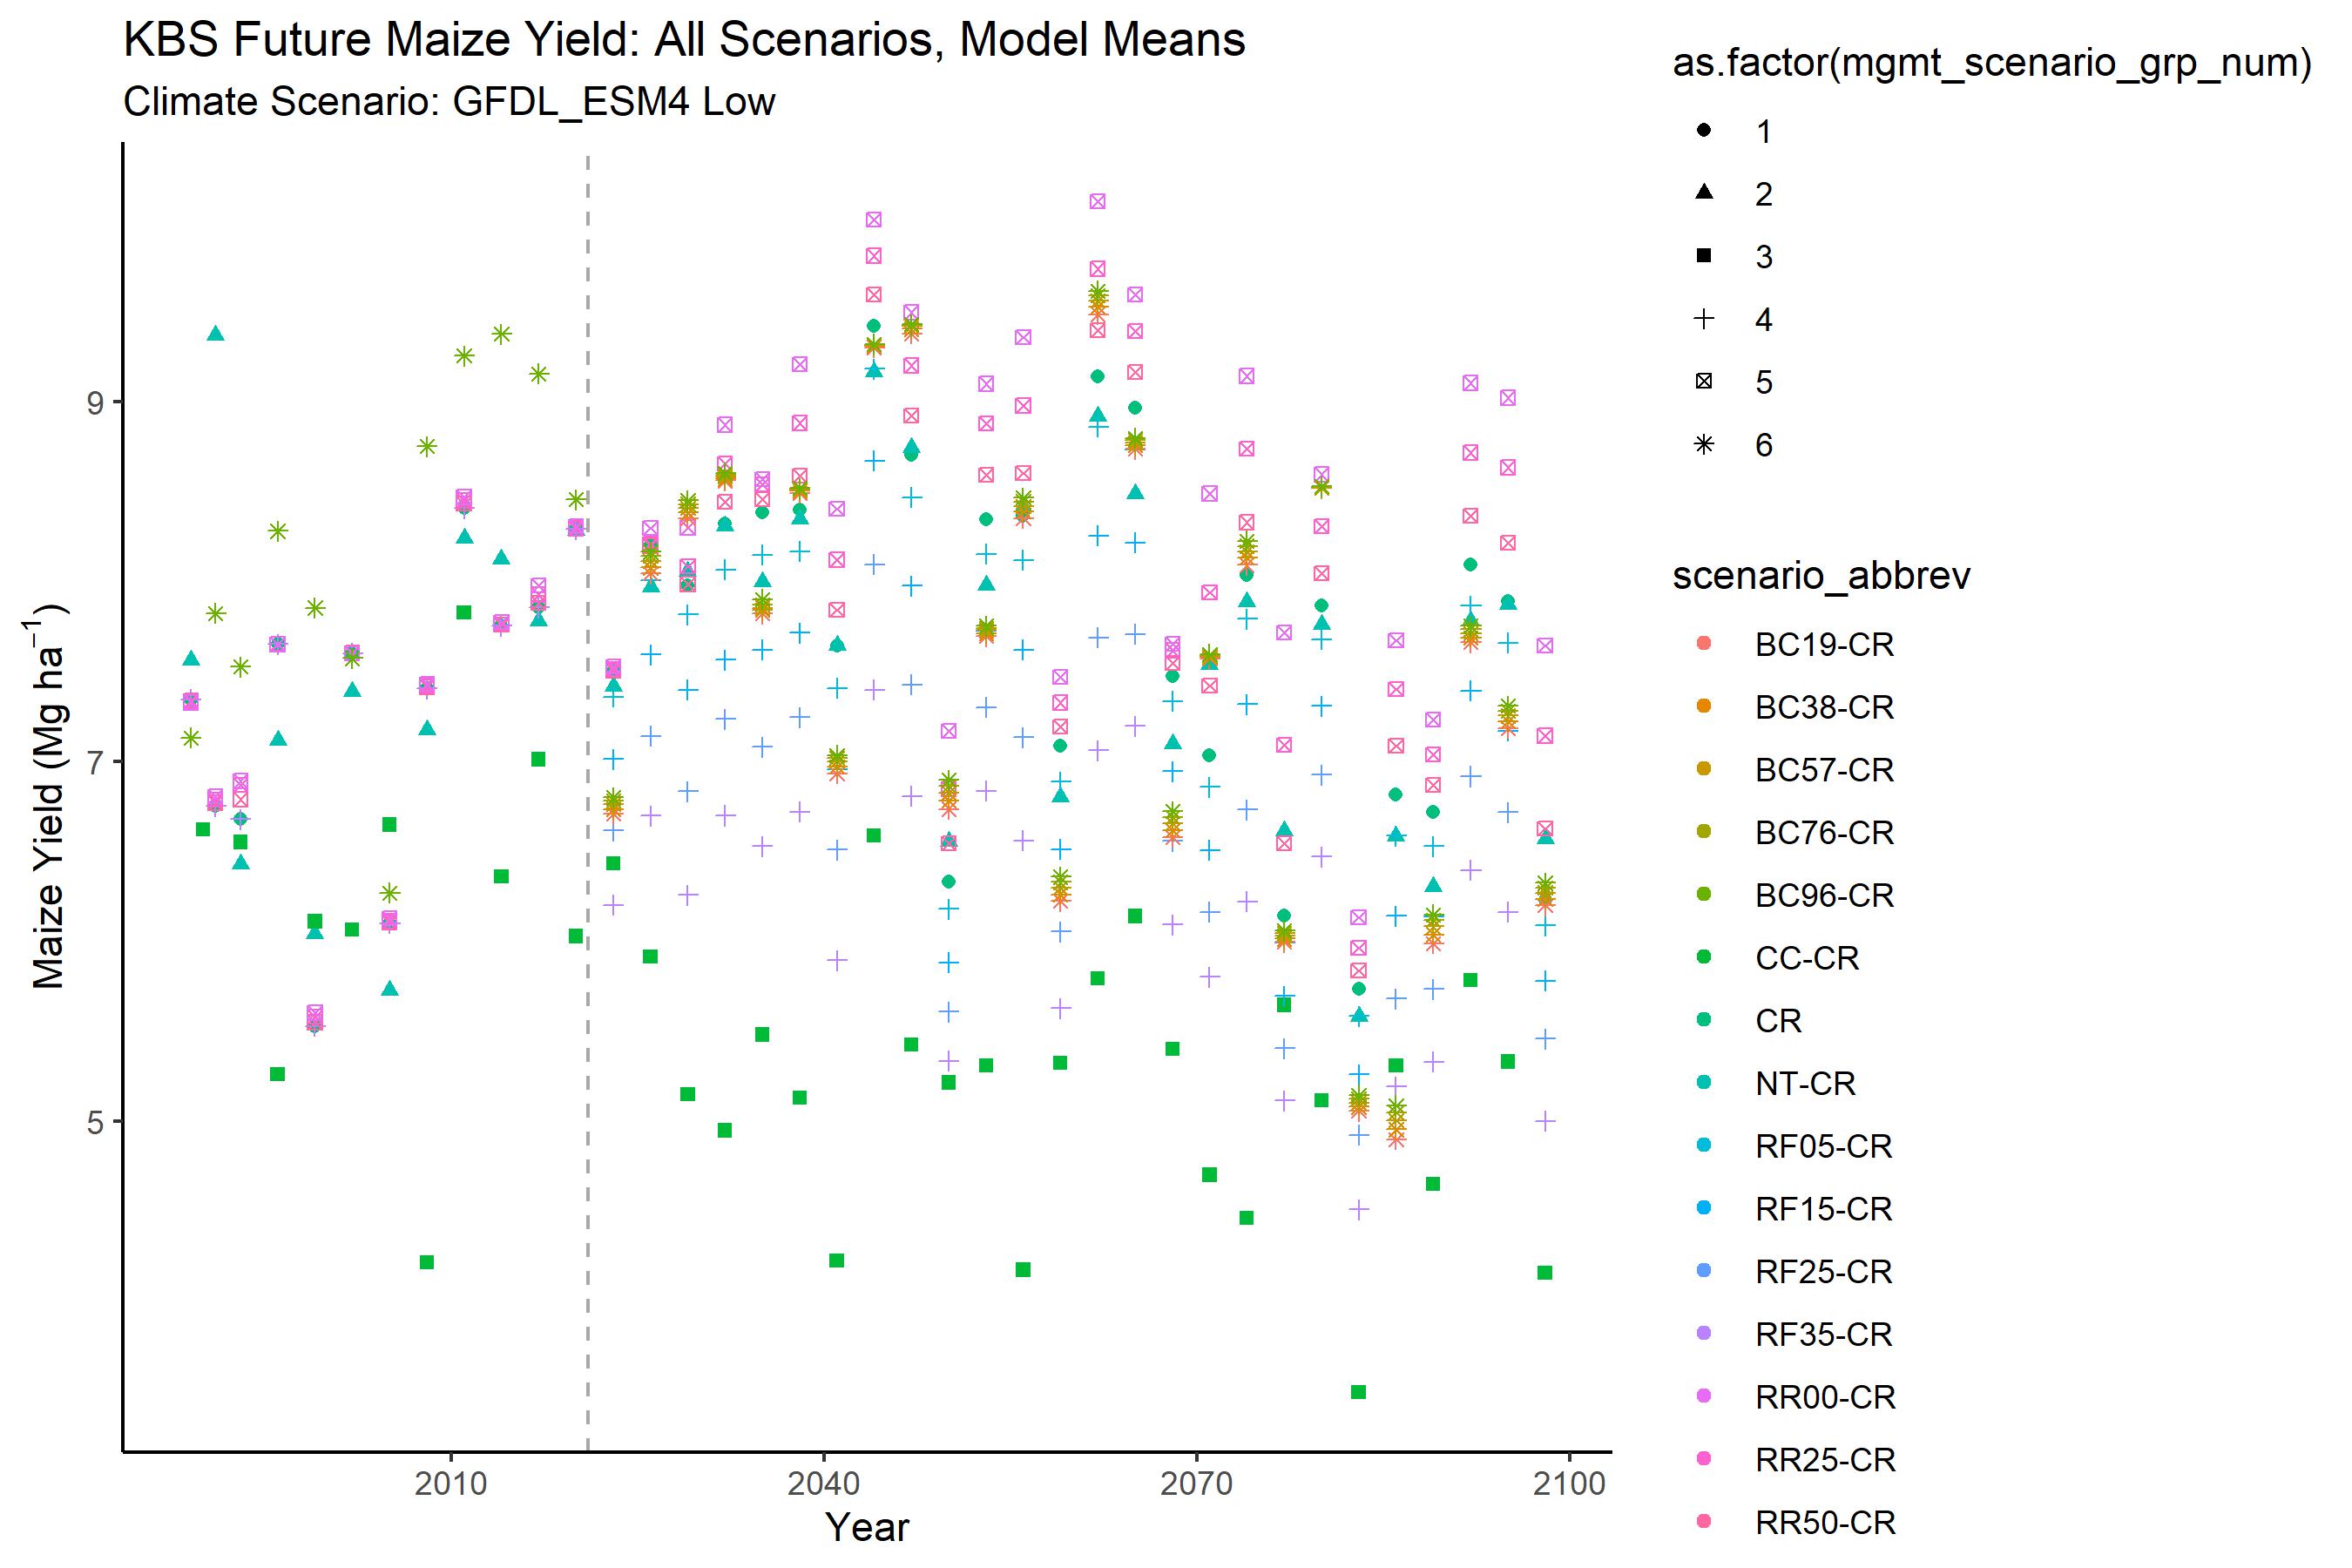 KBS Future Maize Yield: All Scenarios, Model Means
Climate Scenario: GFDL_ESM4 Low
Maize Yield (Mg ha⁻¹)
9
7
5
2010
2040
2070
2100
Year
as.factor(mgmt_scenario_grp_num)
1
2
3
4
5
6
scenario_abbrev
BC19-CR
BC38-CR
BC57-CR
BC76-CR
BC96-CR
CC-CR
CR
NT-CR
RF05-CR
RF15-CR
RF25-CR
RF35-CR
RR00-CR
RR25-CR
RR50-CR